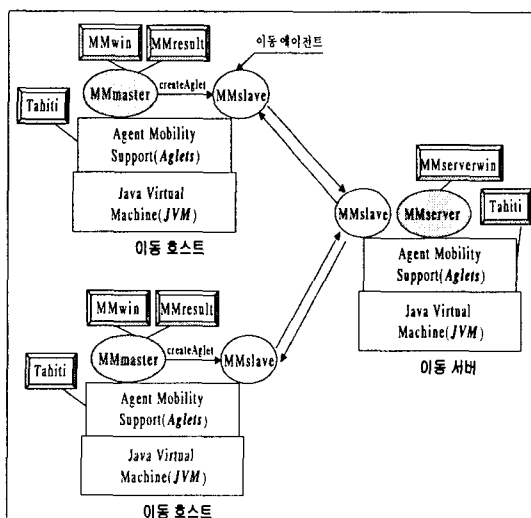 MMwin
MMresult
이동 에이전트
MMmaster
createAglet
MMslave
Tahiti
Agent Mobility
Support(Aglets)
Java Virtual
Machine(JVM)
이동 호스트
MMserverwin
MMslave
MMserver
Tahiti
Agent Mobility
Support(Aglets)
Java Virtual
Machine(JVM)
이동 서버
MMwin
MMresult
MMmaster
createAglet
MMslave
Tahiti
Agent Mobility
Support(Aglets)
Java Virtual
Machine(JVM)
이동 호스트